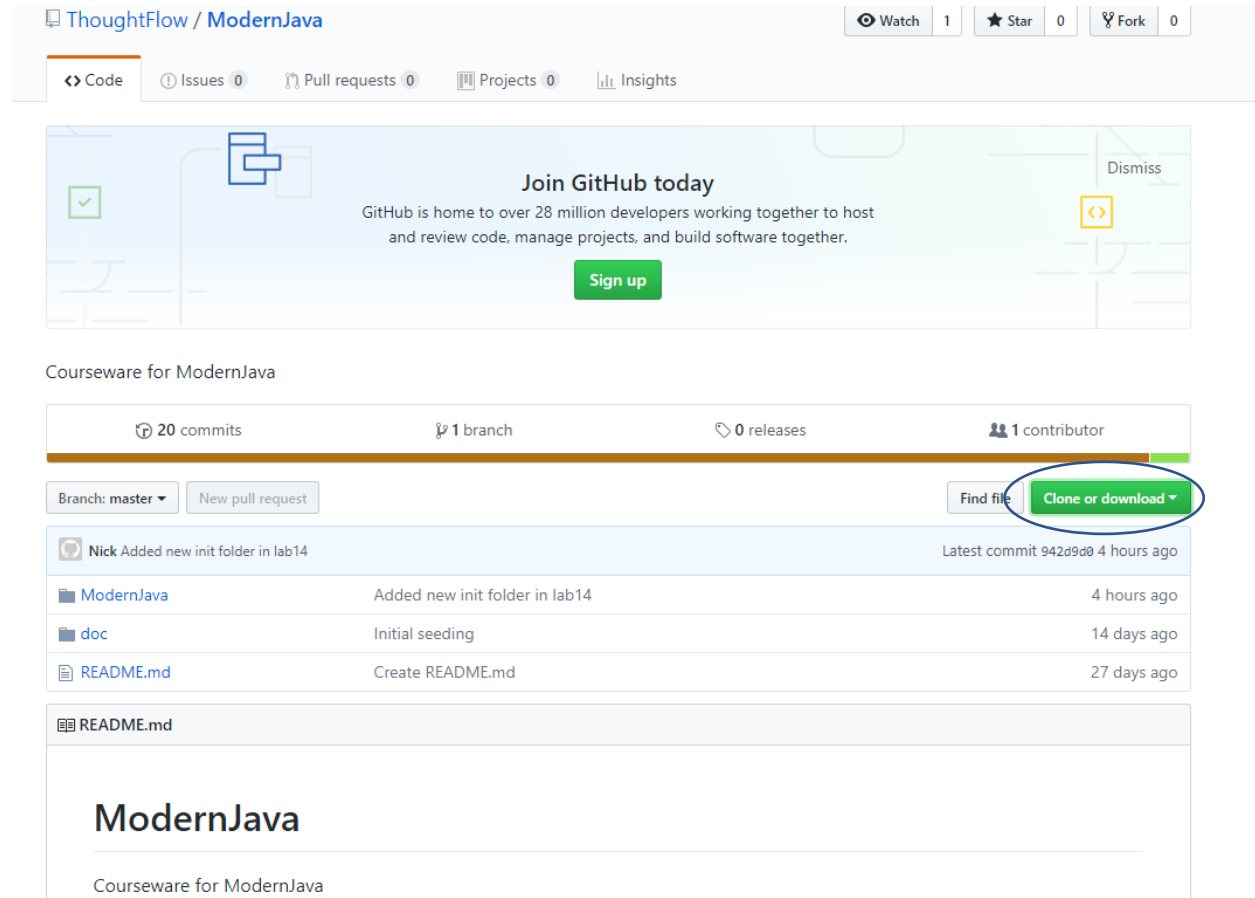 ThoughtFlow / ModernJava
Watch 1 Star 0 Fork 0
Code Issues 0 Pull requests 0 Projects 0 Insights
Join GitHub today
Dismiss
GitHub is home to over 28 million developers working together to host
and review code, manage projects, and build software together.
Sign up
Courseware for ModernJava
20 commits 1 branch 0 releases 1 contributor
Branch: master New pull request Find file Clone or download
Nick Added new init folder in lab14 Latest commit 942d9d0 4 hours ago
ModernJava Added new init folder in lab14 4 hours ago
doc Initial seeding 14 days ago
README.md Create README.md 27 days ago
README.md
ModernJava
Courseware for ModernJava